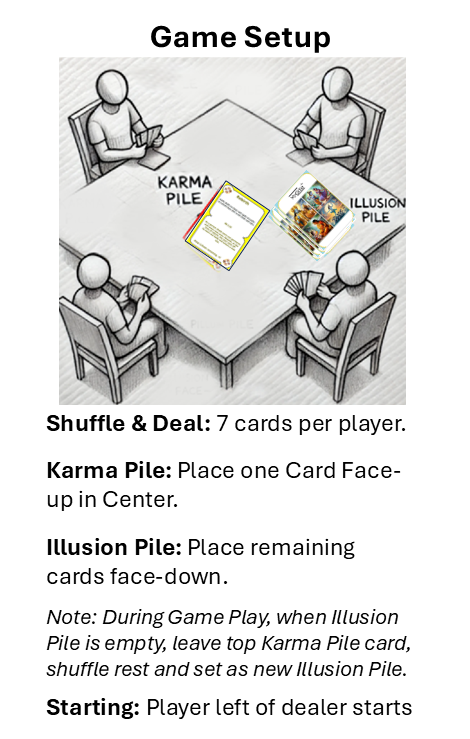 Game Setup
KARMA
PILE
ILLUSION
PILE
Shuffle & Deal: 7 cards per player.
Karma Pile: Place one Card Face-
up in Center.
Illusion Pile: Place remaining
cards face-down.
Note: During Game Play, when Illusion
Pile is empty, leave top Karma Pile card,
shuffle rest and set as new Illusion Pile.
Starting: Player left of dealer starts